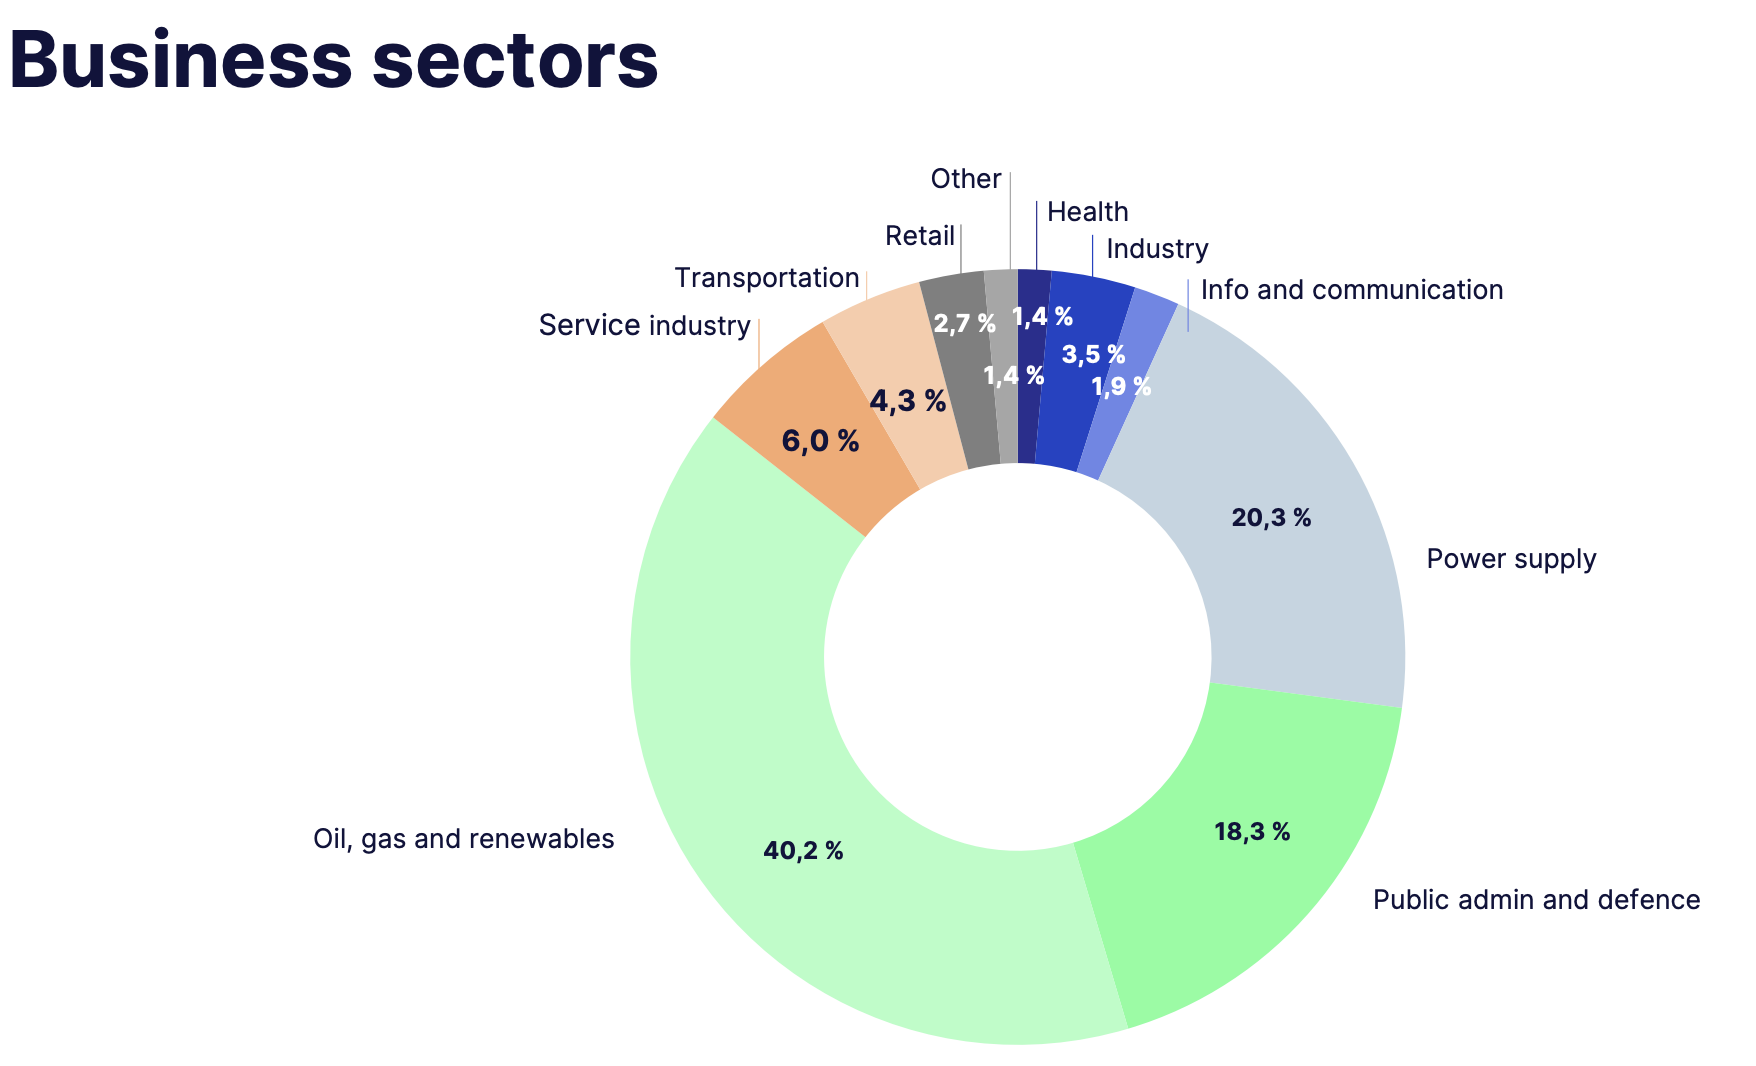 Business sectors
Other
Health
Retail
Industry
Transportation
Info and communication
Service industry
2,7 %
1,4 %
3,5 %
1,4 %
1,9 %
4,3 %
6,0 %
20,3 %
Power supply
18,3 %
Oil, gas and renewables
40,2 %
Public admin and defence